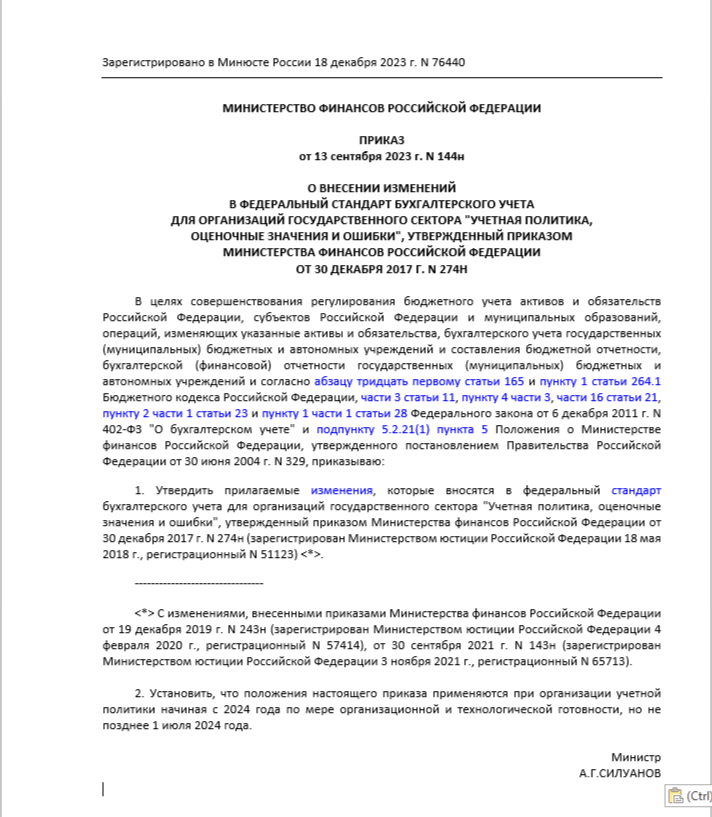 Зарегистрировано в Минюсте России 18 декабря 2023 г. N 76440
МИНИСТЕРСТВО ФИНАНСОВ РОССИЙСКОЙ ФЕДЕРАЦИИ
ПРИКАЗ
от 13 сентября 2023 г. N 144н
О ВНЕСЕНИИ ИЗМЕНЕНИЙ
В ФЕДЕРАЛЬНЫЙ СТАНДАРТ БУХГАЛТЕРСКОГО УЧЕТА
ДЛЯ ОРГАНИЗАЦИЙ ГОСУДАРСТВЕННОГО СЕКТОРА "УЧЕТНАЯ ПОЛИТИКА,
ОЦЕНОЧНЫЕ ЗНАЧЕНИЯ И ОШИБКИ", УТВЕРЖДЕННЫЙ ПРИКАЗОМ
МИНИСТЕРСТВА ФИНАНСОВ РОССИЙСКОЙ ФЕДЕРАЦИИ
ОТ 30 ДЕКАБРЯ 2017 Г. N 274Н
В целях совершенствования регулирования бюджетного учета активов и обязательств
Российской Федерации, субъектов Российской Федерации и муниципальных образований,
операций, изменяющих указанные активы и обязательства, бухгалтерского учета государственных
(муниципальных) бюджетных и автономных учреждений и составления бюджетной отчетности,
бухгалтерской (финансовой) отчетности государственных (муниципальных) бюджетных и
автономных учреждений и согласно абзацу тридцать первому статьи 165 и пункту 1 статьи 264.1
Бюджетного кодекса Российской Федерации, части 3 статьи 11, пункту 4 части 3, части 16 статьи 21,
пункту 2 части 1 статьи 23 и пункту 1 части 1 статьи 28 Федерального закона от 6 декабря 2011 г. N
402-ФЗ "О бухгалтерском учете" и подпункту 5.2.21(1) пункта 5 Положения о Министерстве
финансов Российской Федерации, утвержденного постановлением Правительства Российской
Федерации от 30 июня 2004 г. N 329, приказываю:
1. Утвердить прилагаемые изменения, которые вносятся в федеральный стандарт
бухгалтерского учета для организаций государственного сектора "Учетная политика, оценочные
значения и ошибки", утвержденный приказом Министерства финансов Российской Федерации от
30 декабря 2017 г. N 274н (зарегистрирован Министерством юстиции Российской Федерации 18 мая
2018 г., регистрационный N 51123) <*>.
--------------------------------
<*> С изменениями, внесенными приказами Министерства финансов Российской Федерации
от 19 декабря 2019 г. N 243н (зарегистрирован Министерством юстиции Российской Федерации 4
февраля 2020 г., регистрационный N 57414), от 30 сентября 2021 г. N 143н (зарегистрирован
Министерством юстиции Российской Федерации 3 ноября 2021 г., регистрационный N 65713).
2. Установить, что положения настоящего приказа применяются при организации учетной
политики начиная с 2024 года по мере организационной и технологической готовности, но не
позднее 1 июля 2024 года.
Министр
А.Г.СИЛУАНОВ
(Ctrl)